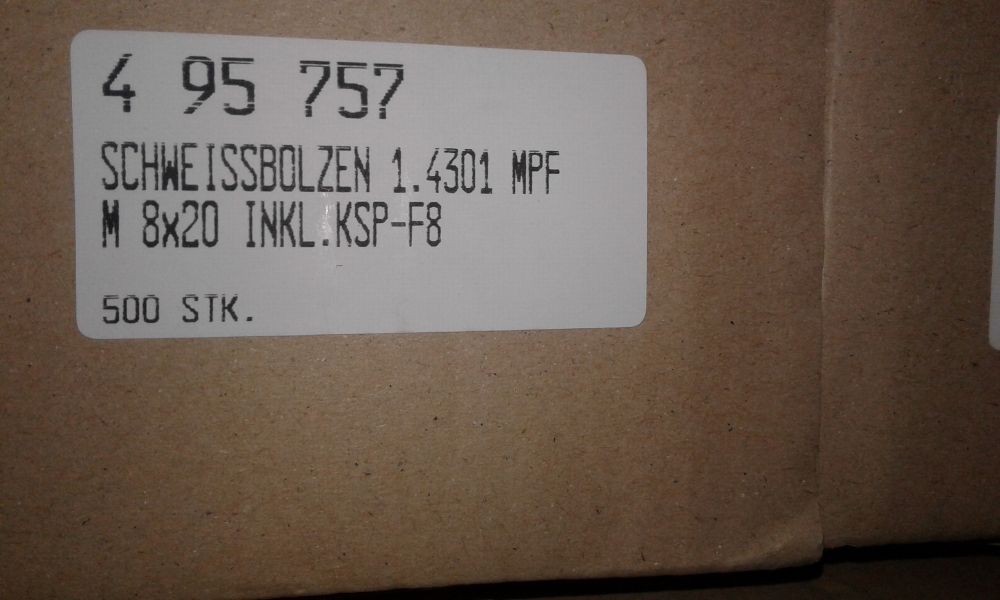 4 95 757
SCHWEISSBOLZEN 1.4301 MPF
M 8x20 INKL.KSP-F8
500 STK.